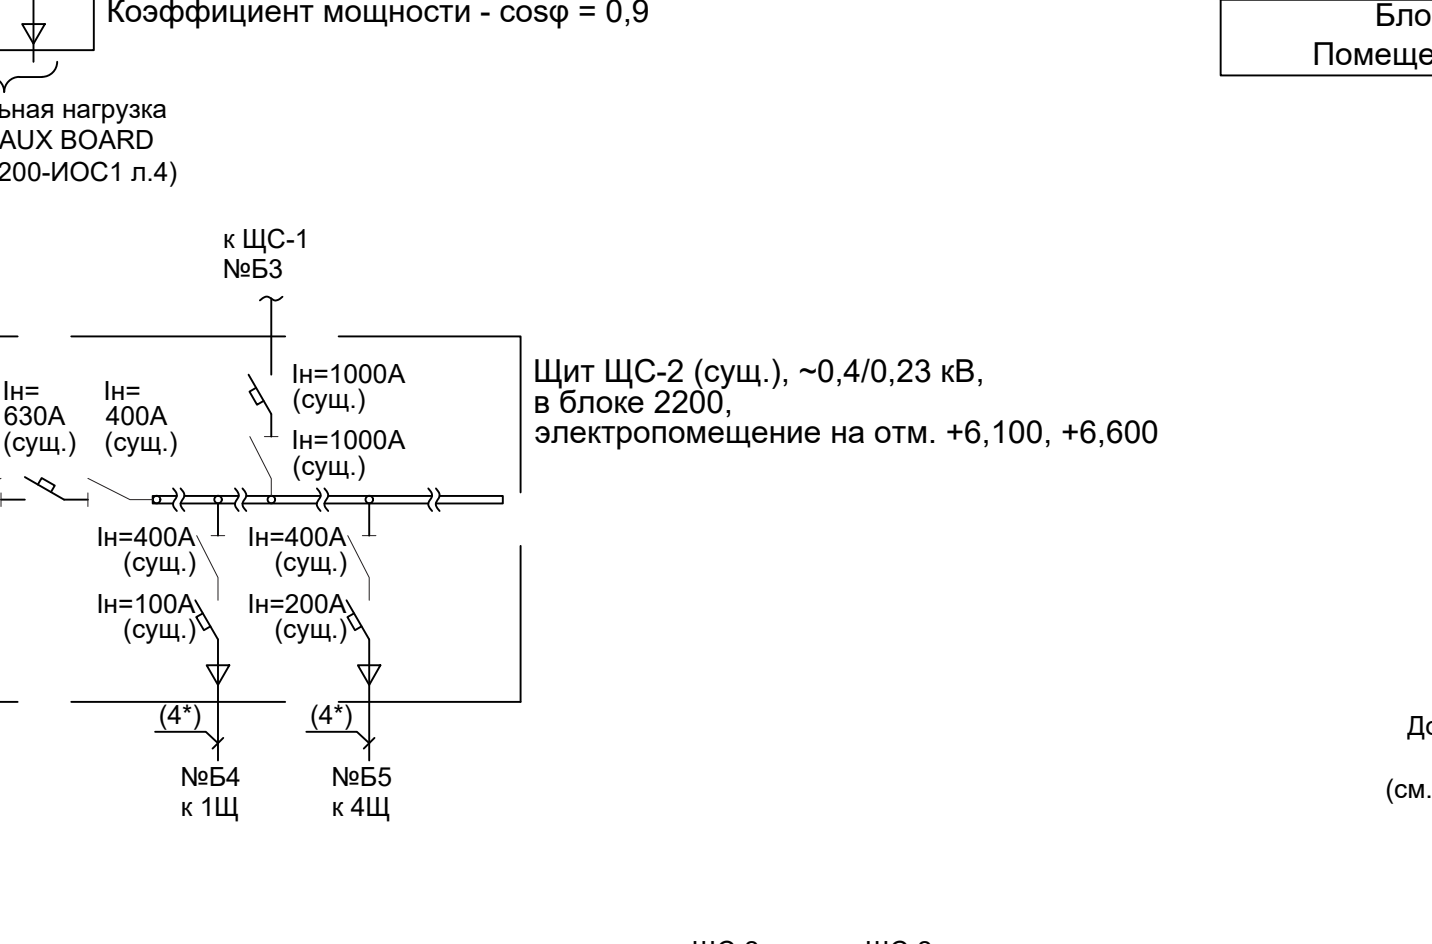 Коэффициент мощности - cosφ = 0,9
Бло
Помеще
ьная нагрузка
AUX BOARD
200-ИОС1 л.4)
к ЩС-1
№Б3
Iн=1000А
(сущ.)
Iн=
630А
(сущ.)
Iн=
400А
(сущ.)
Iн=1000А
(сущ.)
Щит ЩС-2 (сущ.), ~0,4/0,23 кВ,
в блоке 2200,
электропомещение на отм. +6,100, +6,600
Iн=400А
(сущ.)
Iн=400А
(сущ.)
Iн=100А
(сущ.)
Iн=200А
(сущ.)
(4*)
(4*)
№Б4
к 1Щ
№Б5
к 4Щ
До
(см.